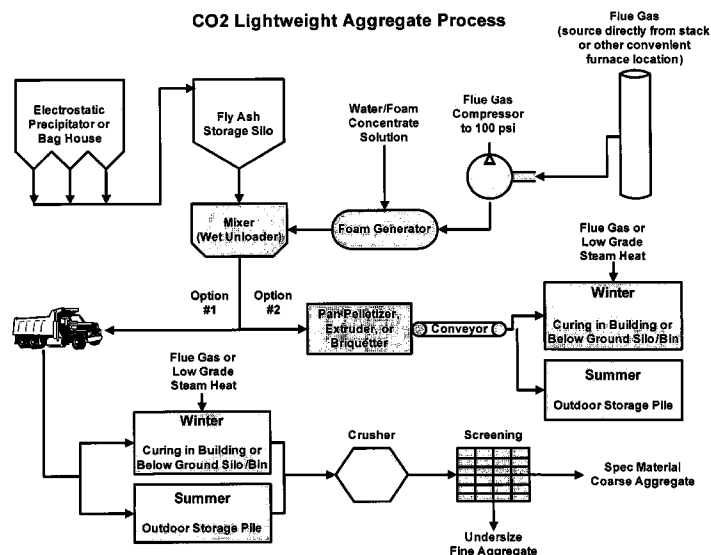 CO2 Lightweight Aggregate Process
Flue Gas
(source directly from stack
or other convenient
furnace location)
Electrostatic
Precipitator or
Bag House
Fly Ash
Storage Silo
Water/Foam
Concentrate
Solution
Flue Gas
Compressor
to 100 psi
Mixer
(Wet Unloader)
Foam Generator
Flue Gas or
Low Grade
Steam Heat
Option
#1
Option
#2
Pan Pelletizer,
Extruder, or
Briquetter
Conveyor
Winter
Curing in Building or
Below Ground Silo/Bin
Summer
Outdoor Storage Pile
Flue Gas or
Low Grade
Steam Heat
Winter
Curing in Building or
Below Ground Silo/Bin
Summer
Outdoor Storage Pile
Crusher
Screening
Spec Material
Coarse Aggregate
Undersize
Fine Aggregate